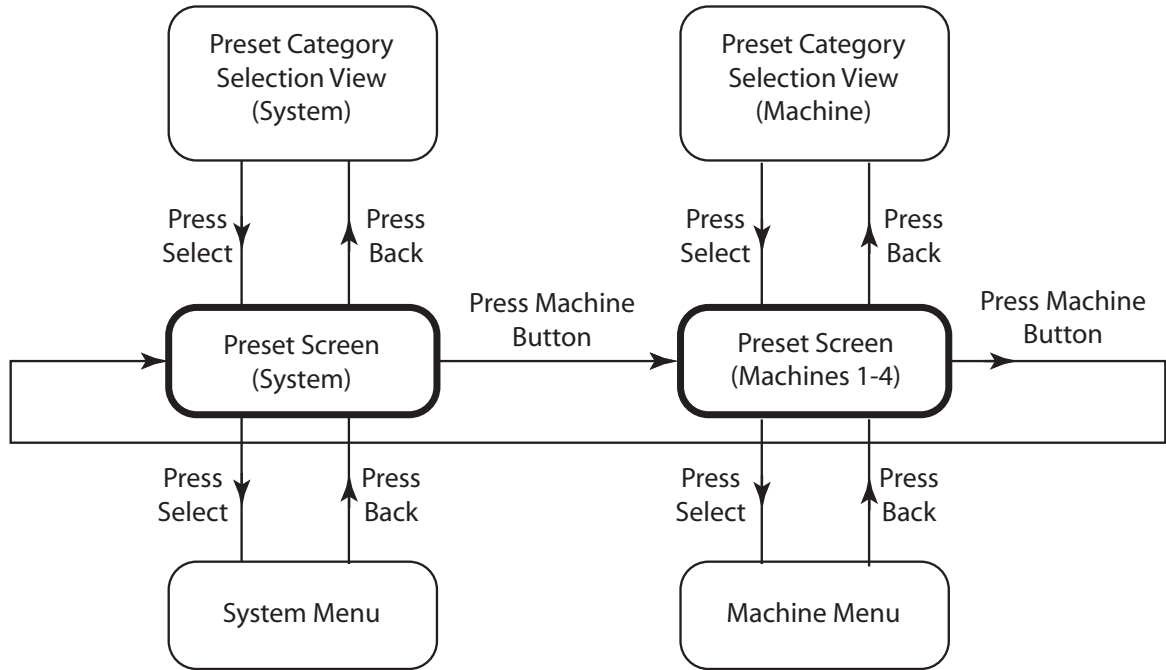 Preset Category
Selection View
(System)
Preset Category
Selection View
(Machine)
Press
Select
Press
Back
Press
Select
Press
Back
Preset Screen
(System)
Press Machine
Button
Preset Screen
(Machines 1-4)
Press Machine
Button
Press
Select
Press
Back
Press
Select
Press
Back
System Menu
Machine Menu